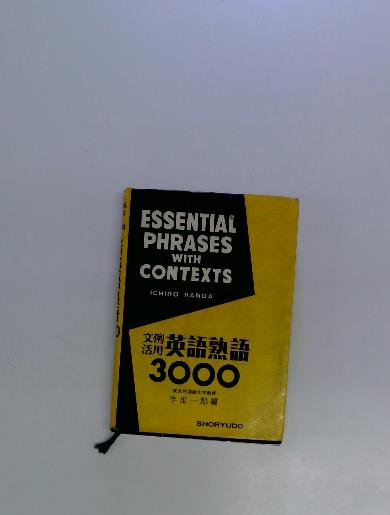 ESSENTIAL
PHRASES
WITH
CONTEXTS
ICHIRO HANDA
文例
活用
英語熟語
3000
半田一郎編
SHORYUDO